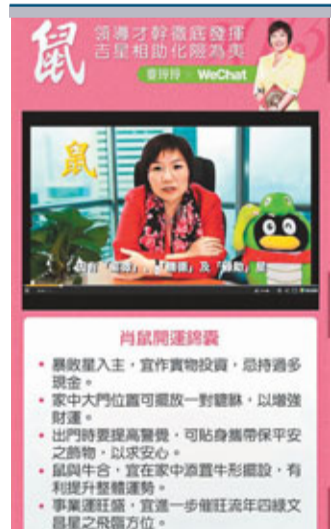 鼠
領導才幹徹底發揮
吉星相助化險為夷
麥玲玲 × WeChat
鼠
肖鼠開運錦囊
• 暴敗星入主，宜作實物投資，忌持過多
現金。
• 家中大門位置可擺放一對貔貅，以增強
財運。
• 出門時要提高警覺，可貼身攜帶保平安
之飾物，以求安心。
• 鼠與牛合，宜在家中添置牛形擺設，有
利提升整體運勢。
• 事業運旺盛，宜進一步催旺流年四綠文
昌星之飛臨方位。